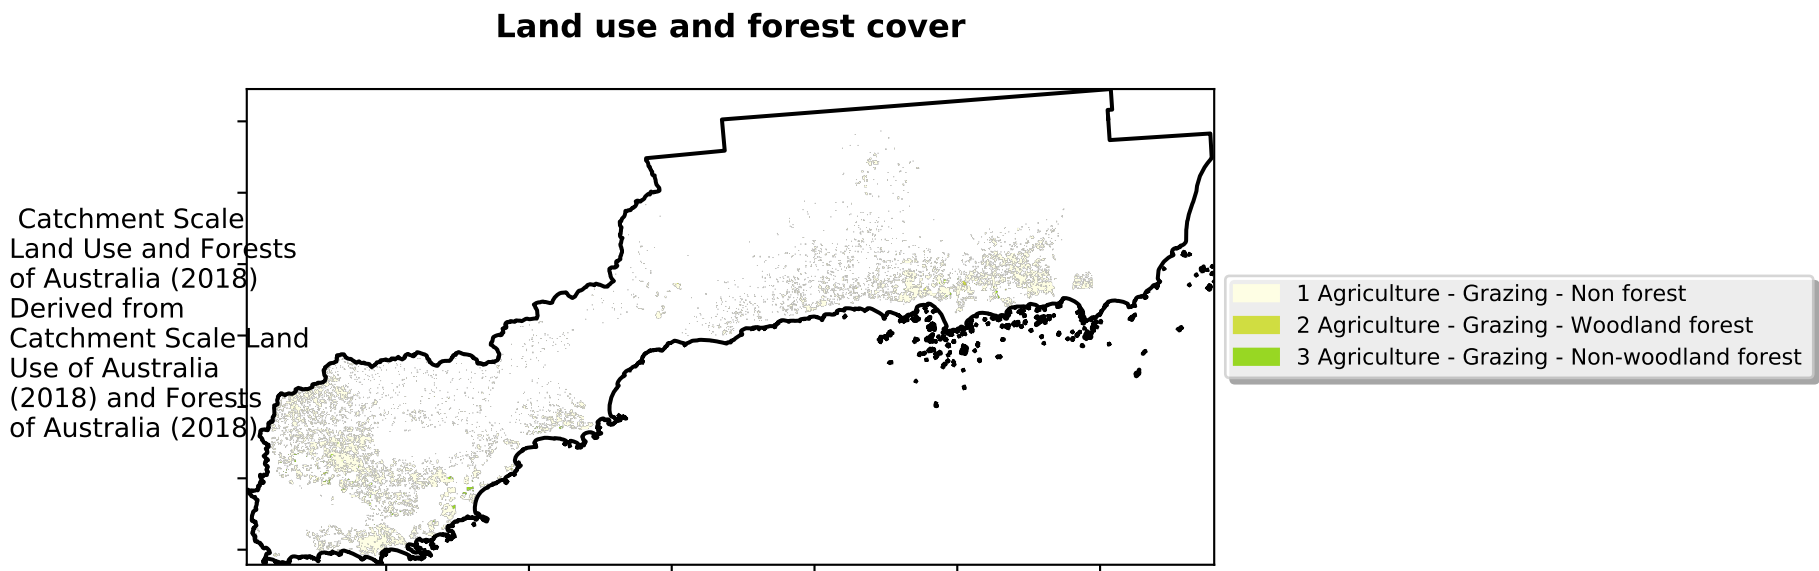 Land use and forest cover
Catchment Scale
Land Use and Forests
of Australia (2018)
Derived from
Catchment Scale Land
Use of Australia
(2018) and Forests
of Australia (2018)
1 Agriculture - Grazing - Non forest
2 Agriculture - Grazing - Woodland forest
3 Agriculture - Grazing - Non-woodland forest